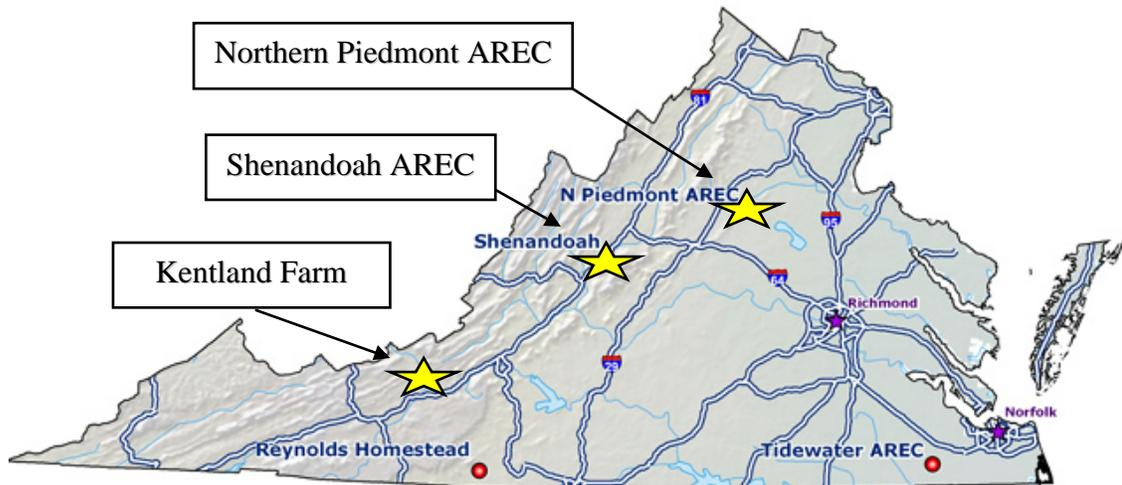 Northern Piedmont AREC
81
Shenandoah AREC
N Piedmont AREC
95
Shenandoah
Kentland Farm
64
Richmond
29
Norfolk
Reynolds Homestead
Tidewater AREC